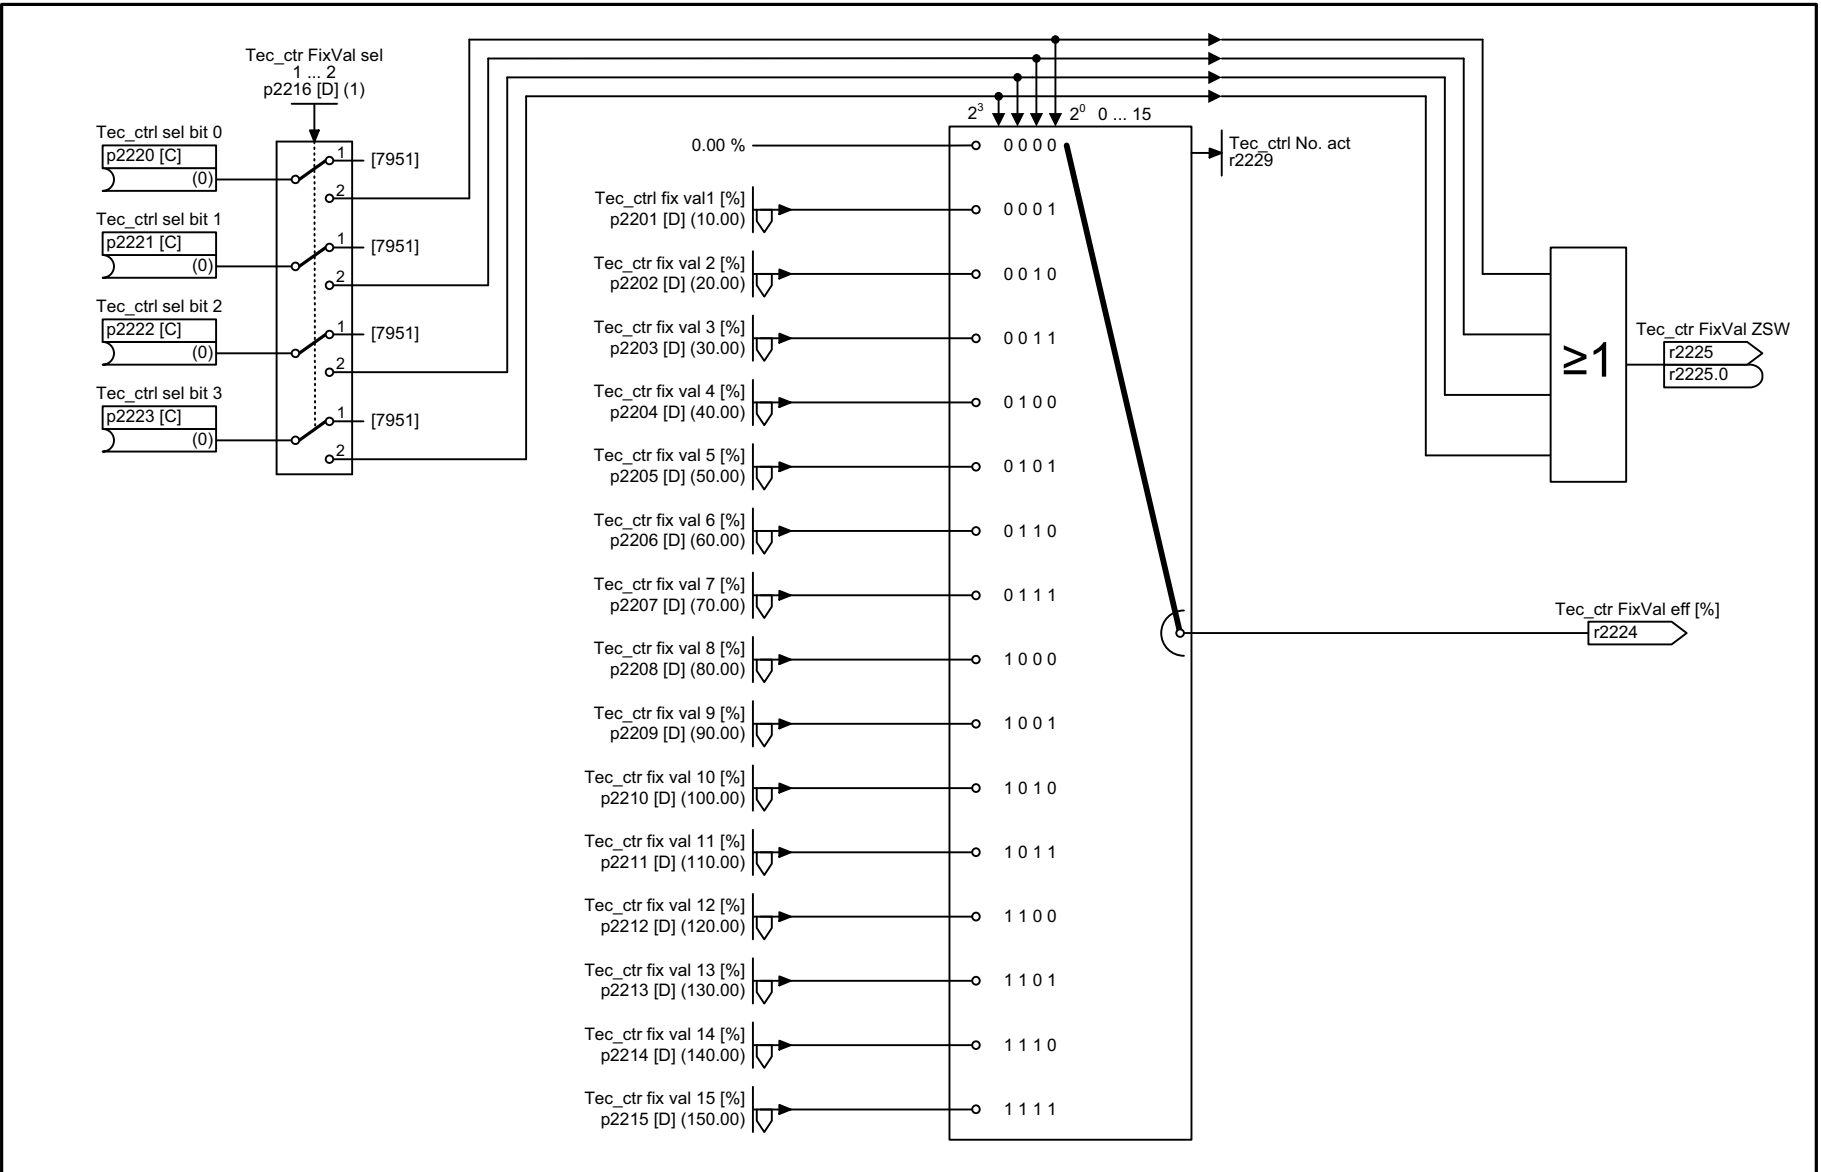 Tec_ctr FixVal sel
1 ... 2
p2216 [D] (1)
Tec_ctrl sel bit 0
p2220 [C]
(0)
1
[7951]
2
Tec_ctrl sel bit 1
p2221 [C]
(0)
1
[7951]
2
Tec_ctrl sel bit 2
p2222 [C]
(0)
1
[7951]
2
Tec_ctrl sel bit 3
p2223 [C]
(0)
1
[7951]
2
2³ 2⁰ 0 ... 15
0.00 % 0 0 0 0
Tec_ctrl No. act
r2229
Tec_ctrl fix val1 [%]
p2201 [D] (10.00) 0 0 0 1
Tec_ctr fix val 2 [%]
p2202 [D] (20.00) 0 0 1 0
Tec_ctr fix val 3 [%]
p2203 [D] (30.00) 0 0 1 1
Tec_ctr fix val 4 [%]
p2204 [D] (40.00) 0 1 0 0
Tec_ctr fix val 5 [%]
p2205 [D] (50.00) 0 1 0 1
Tec_ctr fix val 6 [%]
p2206 [D] (60.00) 0 1 1 0
Tec_ctr fix val 7 [%]
p2207 [D] (70.00) 0 1 1 1
Tec_ctr fix val 8 [%]
p2208 [D] (80.00) 1 0 0 0
Tec_ctr fix val 9 [%]
p2209 [D] (90.00) 1 0 0 1
Tec_ctr fix val 10 [%]
p2210 [D] (100.00) 1 0 1 0
Tec_ctr fix val 11 [%]
p2211 [D] (110.00) 1 0 1 1
Tec_ctr fix val 12 [%]
p2212 [D] (120.00) 1 1 0 0
Tec_ctr fix val 13 [%]
p2213 [D] (130.00) 1 1 0 1
Tec_ctr fix val 14 [%]
p2214 [D] (140.00) 1 1 1 0
Tec_ctr fix val 15 [%]
p2215 [D] (150.00) 1 1 1 1
≥1
Tec_ctr FixVal ZSW
r2225
r2225.0
Tec_ctr FixVal eff [%]
r2224